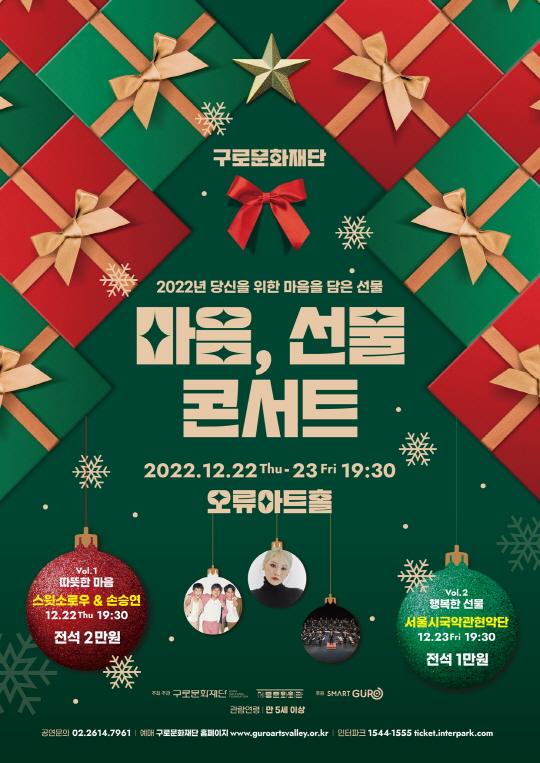 구로문화재단
2022년 당신을 위한 마음을 담은 선물
마음, 선물
콘서트
2022.12.22 Thu - 23 Fri 19:30
오류아트홀
Vol.1
따뜻한 마음
스윗소로우 & 손승연
12.22 Thu 19:30
전석 2만원
Vol.2
행복한 선물
서울시국악관현악단
12.23 Fri 19:30
전석 1만원
주최·주관 구로문화재단 후원 SMART GURO
관람연령 | 만 5세 이상
공연문의 02.2614.7961 | 예매 구로문화재단 홈페이지 www.guroartsvalley.or.kr | 인터파크 1544-1555 ticket.interpark.com